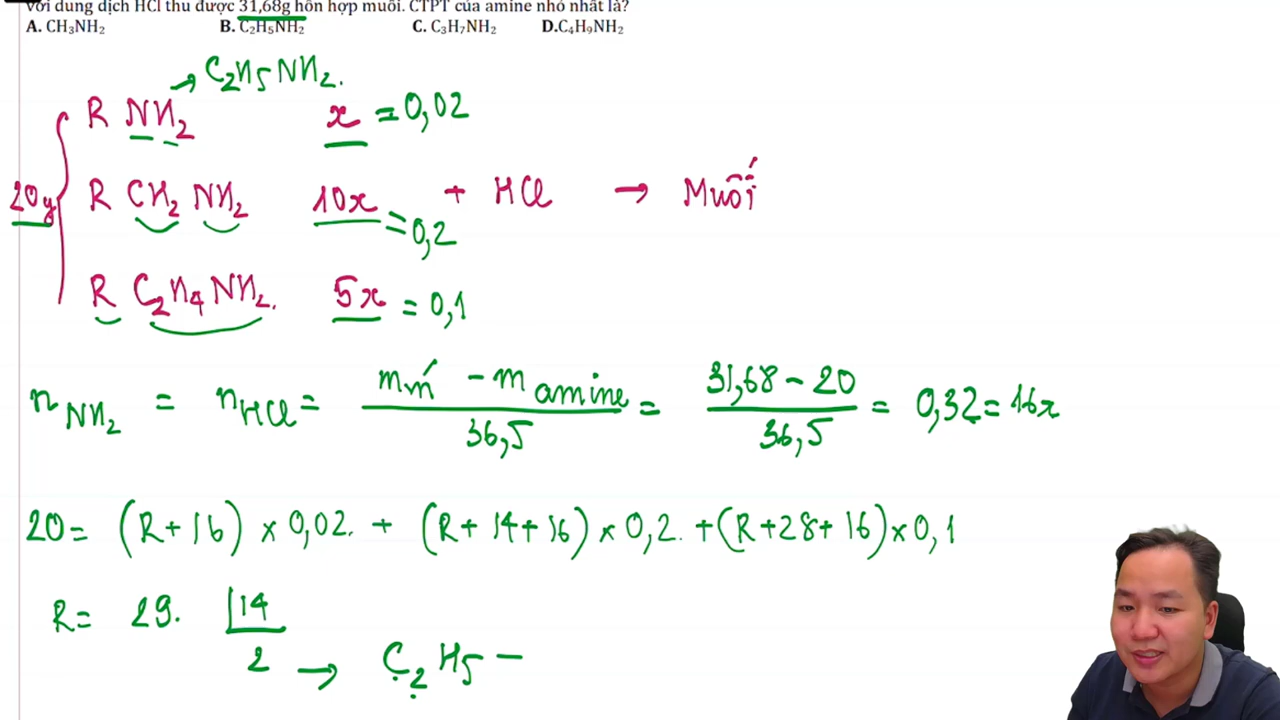 với dung dịch HCl thu được 31,68g hỗn hợp muối. CTPT của amine nhỏ nhất là?
A. CH3NH2 B. C2H5NH2 C. C3H7NH2 D.C4H9NH2
→ C2H5NH2.
R NH2 x = 0,02
20g R CH2 NH2 10x = 0,2 + HCl → Muối
R C2H4 NH2. 5x = 0,1
nNH2 = nHCl = mm' - m amine / 36,5 = 31,68 - 20 / 36,5 = 0,32 = 16x
20 = (R + 16) × 0,02. + (R + 14 + 16) × 0,2. + (R + 28 + 16) × 0,1
R = 29. |14
2 → C2H5 -